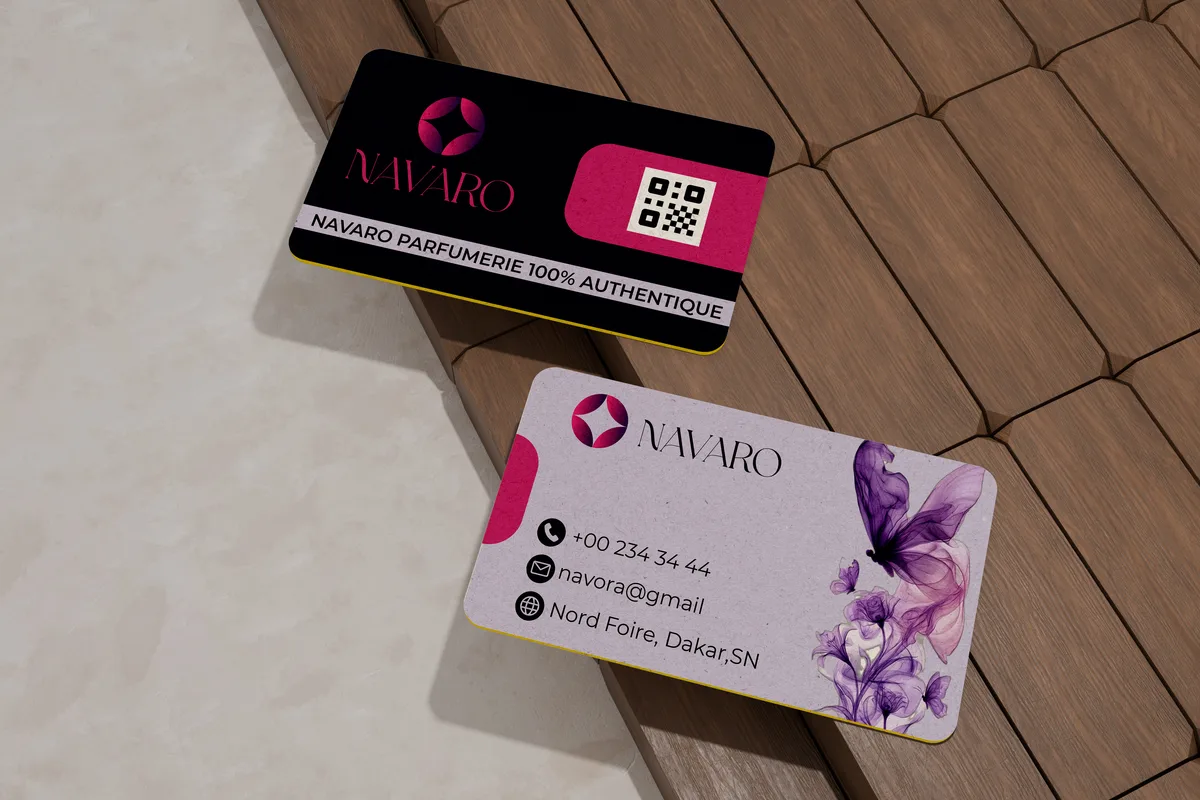 NAVARO
NAVARO PARFUMERIE 100% AUTHENTIQUE
NAVARO
+00 234 34 44
navora@gmail
Nord Foire, Dakar,SN